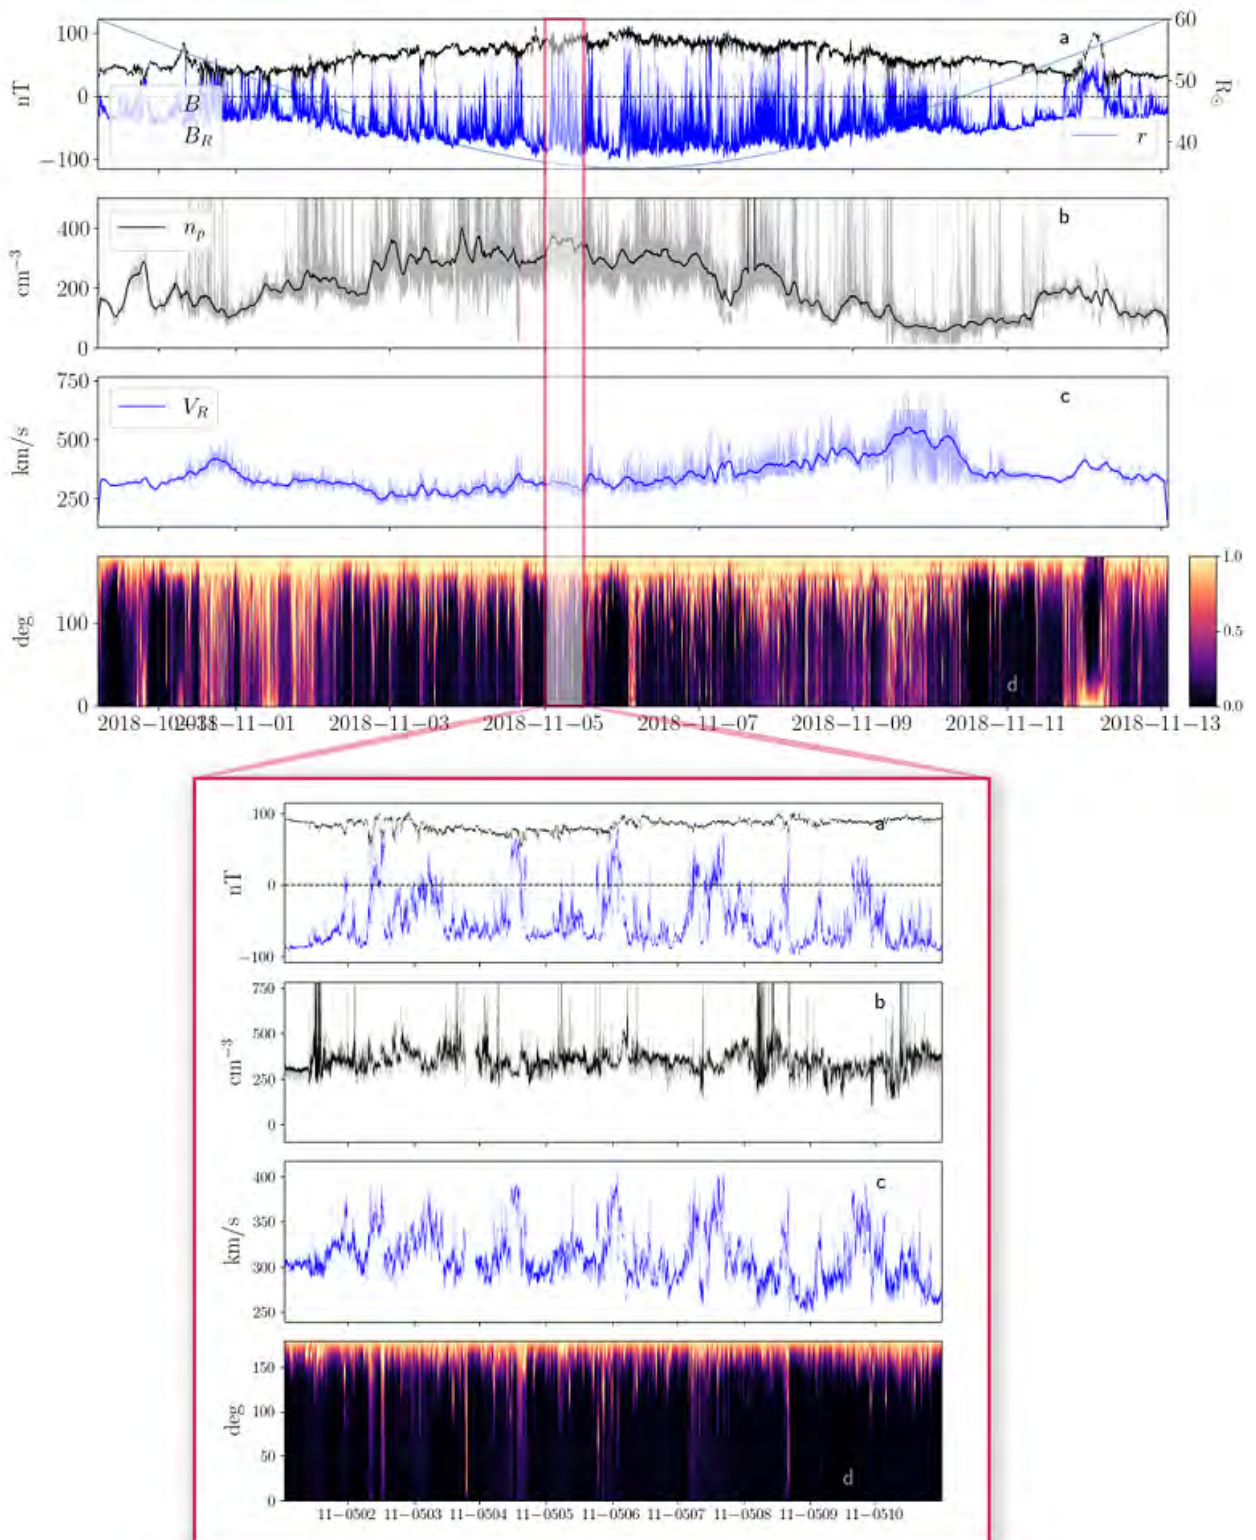 100
0
−100
nT
B
B_R
a
r
60
50
40
R⊙
400
200
0
cm⁻³
n_p
b
750
500
250
km/s
V_R
c
100
0
deg
d
1.0
0.5
0.0
2018−11−01 2018−11−03 2018−11−05 2018−11−07 2018−11−09 2018−11−11 2018−11−13
100
0
−100
nT
a
750
500
250
0
cm⁻³
b
400
350
300
250
km/s
c
150
100
50
0
deg
d
11−0502 11−0503 11−0504 11−0505 11−0506 11−0507 11−0508 11−0509 11−0510